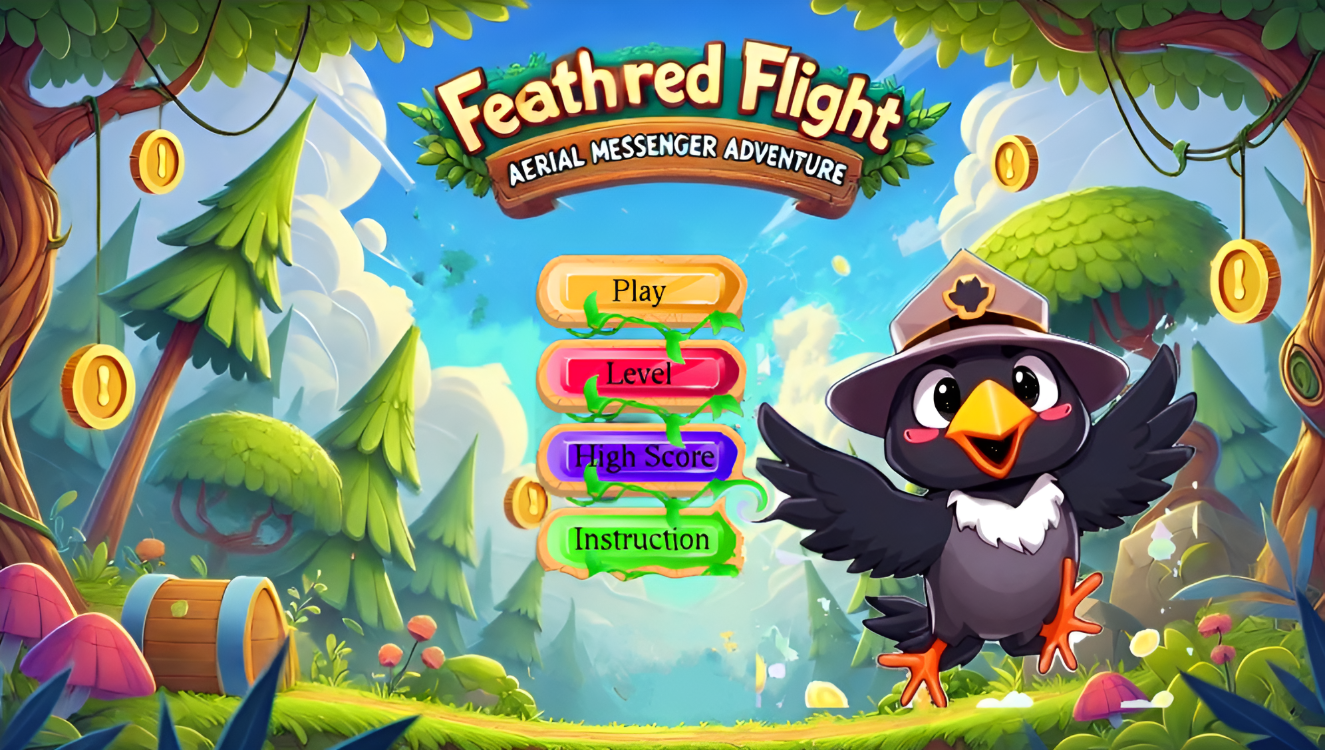 Feathred Flight
AERIAL MESSENGER ADVENTURE
Play
Level
High Score
Instruction